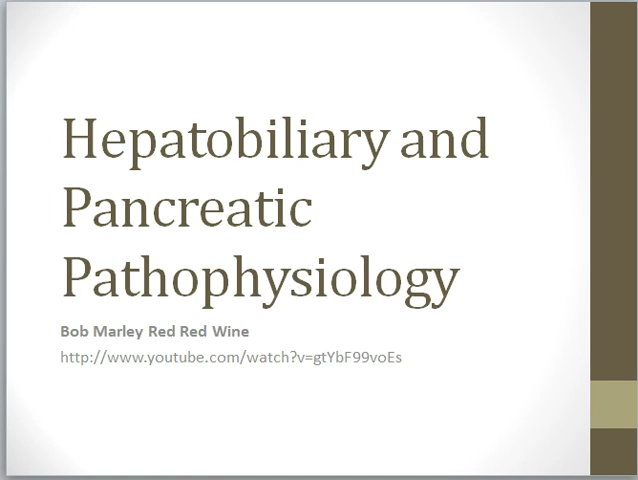 Hepatobiliary and
Pancreatic
Pathophysiology
Bob Marley Red Red Wine
http://www.youtube.com/watch?v=gtYbF99voEs